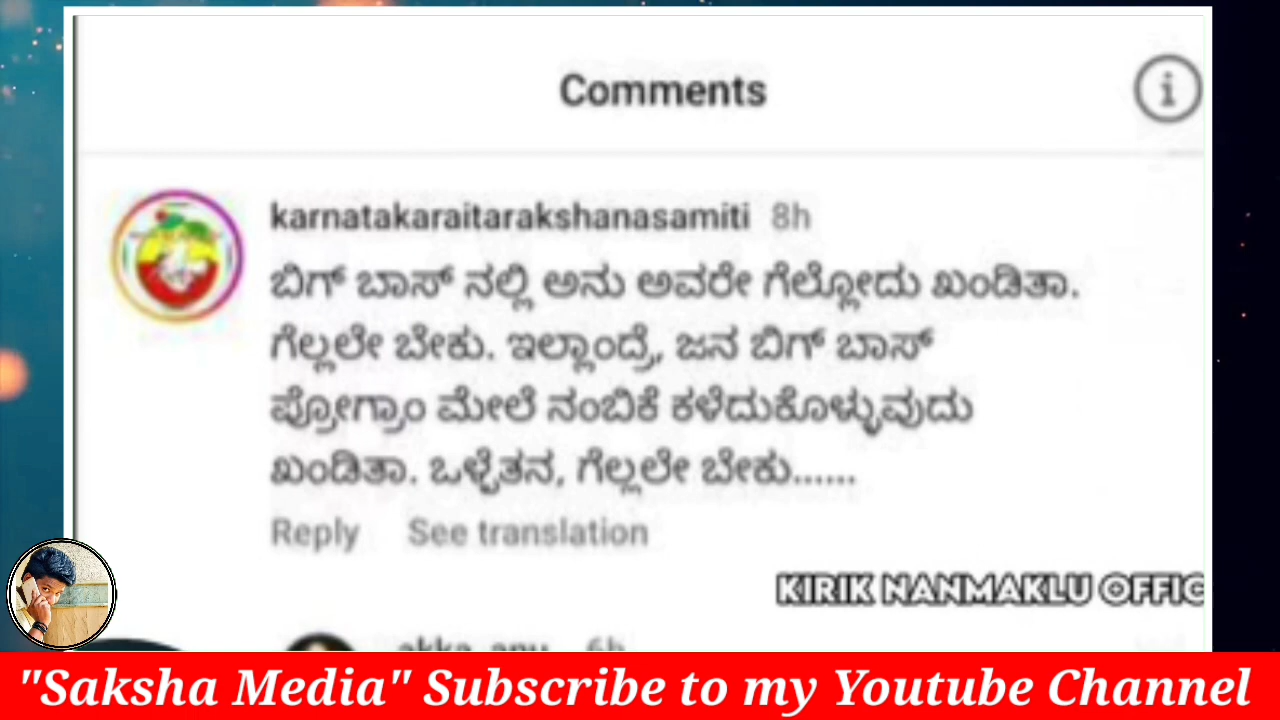 Comments
karnatakaraitarakshanasamiti 8h
ಬಿಗ್ ಬಾಸ್ ನಲ್ಲಿ ಅನು ಅವರೇ ಗೆಲ್ಲೋದು ಖಂಡಿತಾ.
ಗೆಲ್ಲಲೇ ಬೇಕು. ಇಲ್ಲಾಂದ್ರೆ, ಜನ ಬಿಗ್ ಬಾಸ್
ಪ್ರೋಗ್ರಾಂ ಮೇಲೆ ನಂಬಿಕೆ ಕಳೆದುಕೊಳ್ಳುವುದು
ಖಂಡಿತಾ. ಒಳ್ಳೆತನ, ಗೆಲ್ಲಲೇ ಬೇಕು......
Reply See translation
KIRIK NANMAKLU OFFIC
6h
"Saksha Media" Subscribe to my Youtube Channel